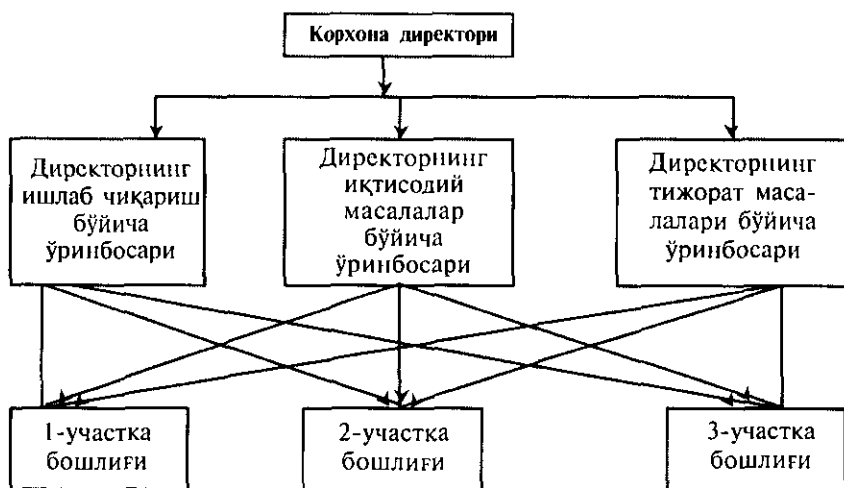 Корхона директори
Директорнинг
ишлаб чиқариш
бўйича
ўринбосари
Директорнинг
иқтисодий
масалалар
бўйича
ўринбосари
Директорнинг
тижорат маса-
лалари бўйича
ўринбосари
1-участка
бошлиғи
2-участка
бошлиғи
3-участка
бошлиғи